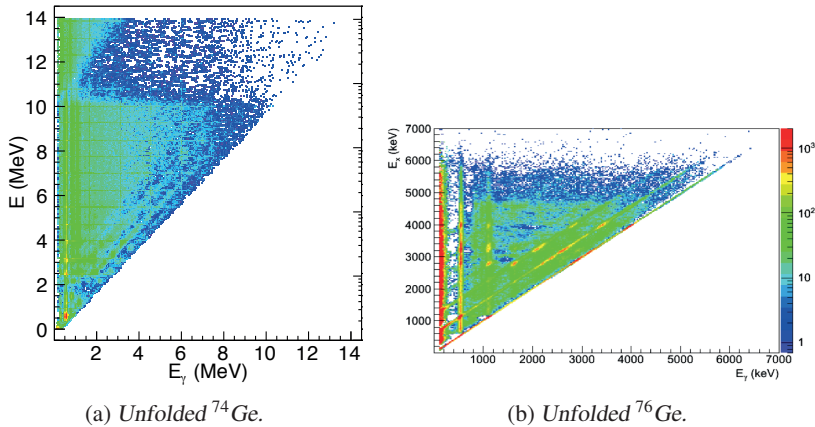 14
12
10
8
6
4
2
0
E (MeV)
2 4 6 8 10 12 14
E_γ (MeV)
(a) Unfolded ⁷⁴Ge.
7000
6000
5000
4000
3000
2000
1000
E_x (keV)
1000 2000 3000 4000 5000 6000 7000
E_γ (keV)
10³
10²
10
1
(b) Unfolded ⁷⁶Ge.